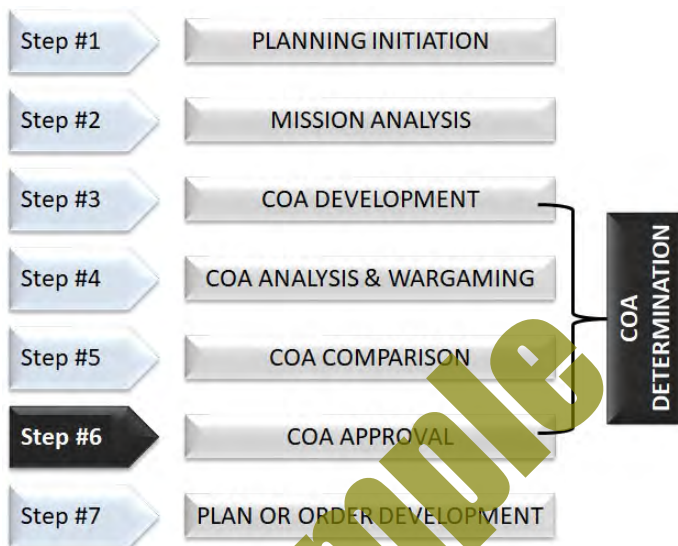 Step #1
PLANNING INITIATION
Step #2
MISSION ANALYSIS
Step #3
COA DEVELOPMENT
Step #4
COA ANALYSIS & WARGAMING
Step #5
COA COMPARISON
Step #6
COA APPROVAL
Step #7
PLAN OR ORDER DEVELOPMENT
COA
DETERMINATION